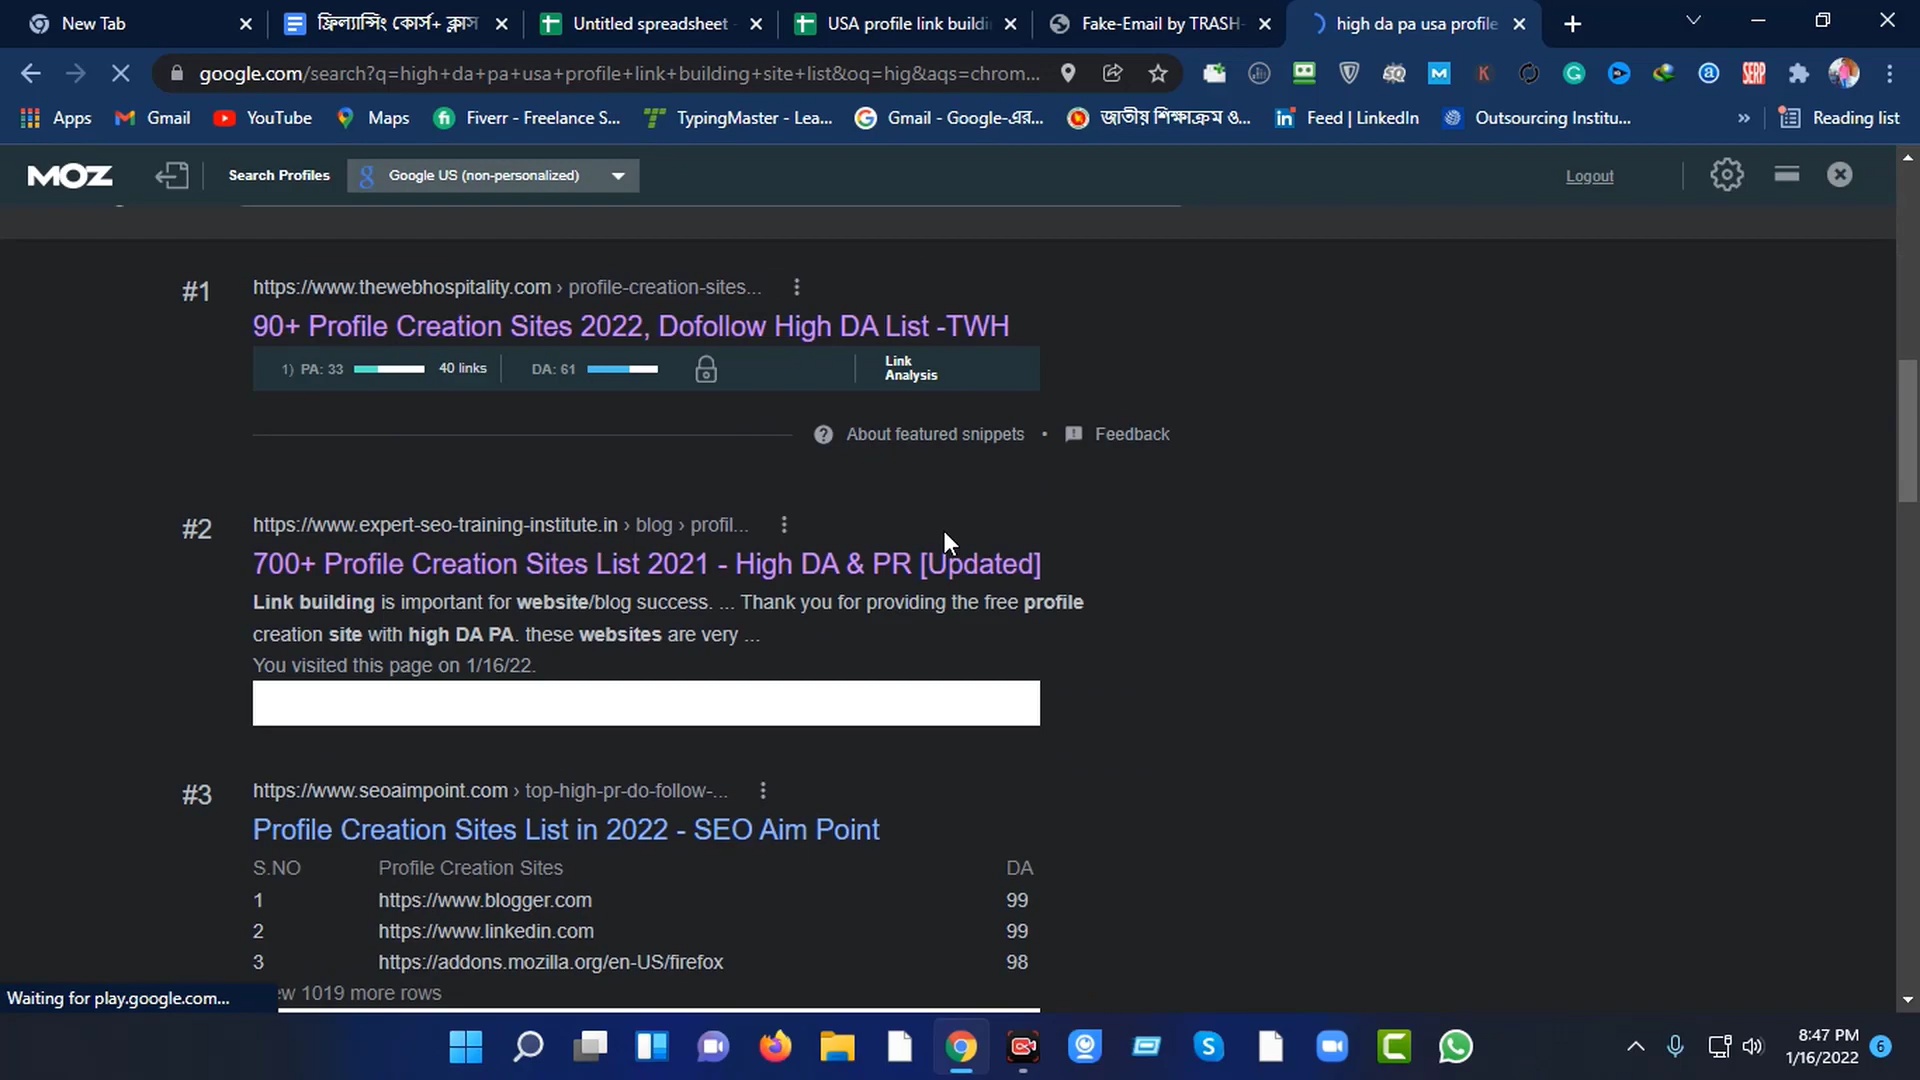 New Tab
ফ্রিল্যান্সিং কোর্স+ ক্লাস
Untitled spreadsheet -
USA profile link buildi
Fake-Email by TRASH-
high da pa usa profile
google.com/search?q=high+da+pa+usa+profile+link+building+site+list&oq=hig&aqs=chrom...
Apps
Gmail
YouTube
Maps
Fiverr - Freelance S...
TypingMaster - Lea...
Gmail - Google-এর...
জাতীয় শিক্ষাক্রম ও...
Feed | LinkedIn
Outsourcing Institu...
»
Reading list
MOZ
Search Profiles
Google US (non-personalized)
Logout
#1
https://www.thewebhospitality.com › profile-creation-sites...
90+ Profile Creation Sites 2022, Dofollow High DA List -TWH
1) PA: 33
40 links
DA: 61
Link
Analysis
About featured snippets • Feedback
#2
https://www.expert-seo-training-institute.in › blog › profil...
700+ Profile Creation Sites List 2021 - High DA & PR [Updated]
Link building is important for website/blog success. ... Thank you for providing the free profile
creation site with high DA PA. these websites are very ...
You visited this page on 1/16/22.
#3
https://www.seoaimpoint.com › top-high-pr-do-follow-...
Profile Creation Sites List in 2022 - SEO Aim Point
S.NO Profile Creation Sites DA
1 https://www.blogger.com 99
2 https://www.linkedin.com 99
3 https://addons.mozilla.org/en-US/firefox 98
ew 1019 more rows
Waiting for play.google.com...
8:47 PM
1/16/2022
6